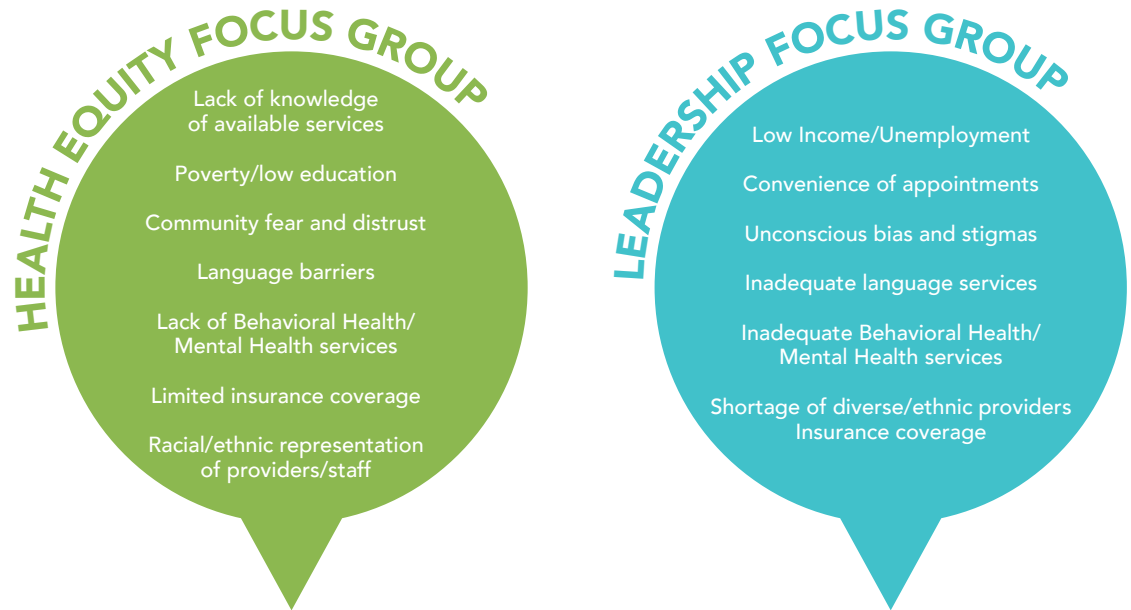 HEALTH EQUITY FOCUS GROUP
Lack of knowledge
of available services
Poverty/low education
Community fear and distrust
Language barriers
Lack of Behavioral Health/
Mental Health services
Limited insurance coverage
Racial/ethnic representation
of providers/staff
LEADERSHIP FOCUS GROUP
Low Income/Unemployment
Convenience of appointments
Unconscious bias and stigmas
Inadequate language services
Inadequate Behavioral Health/
Mental Health services
Shortage of diverse/ethnic providers
Insurance coverage